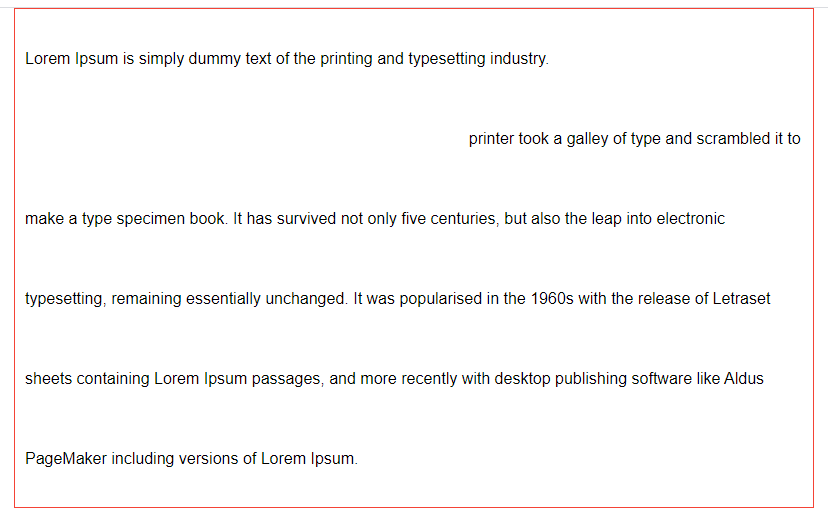 Lorem Ipsum is simply dummy text of the printing and typesetting industry.
printer took a galley of type and scrambled it to
make a type specimen book. It has survived not only five centuries, but also the leap into electronic
typesetting, remaining essentially unchanged. It was popularised in the 1960s with the release of Letraset
sheets containing Lorem Ipsum passages, and more recently with desktop publishing software like Aldus
PageMaker including versions of Lorem Ipsum.